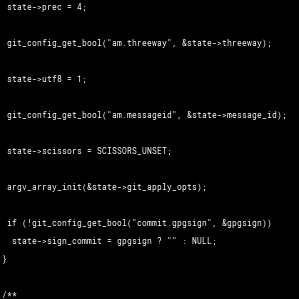 state->prec = 4;
git_config_get_bool("am.threeway", &state->threeway);
state->utf8 = 1;
git_config_get_bool("am.messageid", &state->message_id);
state->scissors = SCISSORS_UNSET;
argv_array_init(&state->git_apply_opts);
if (!git_config_get_bool("commit.gpgsign", &gpgsign))
state->sign_commit = gpgsign ? "" : NULL;
}
/**